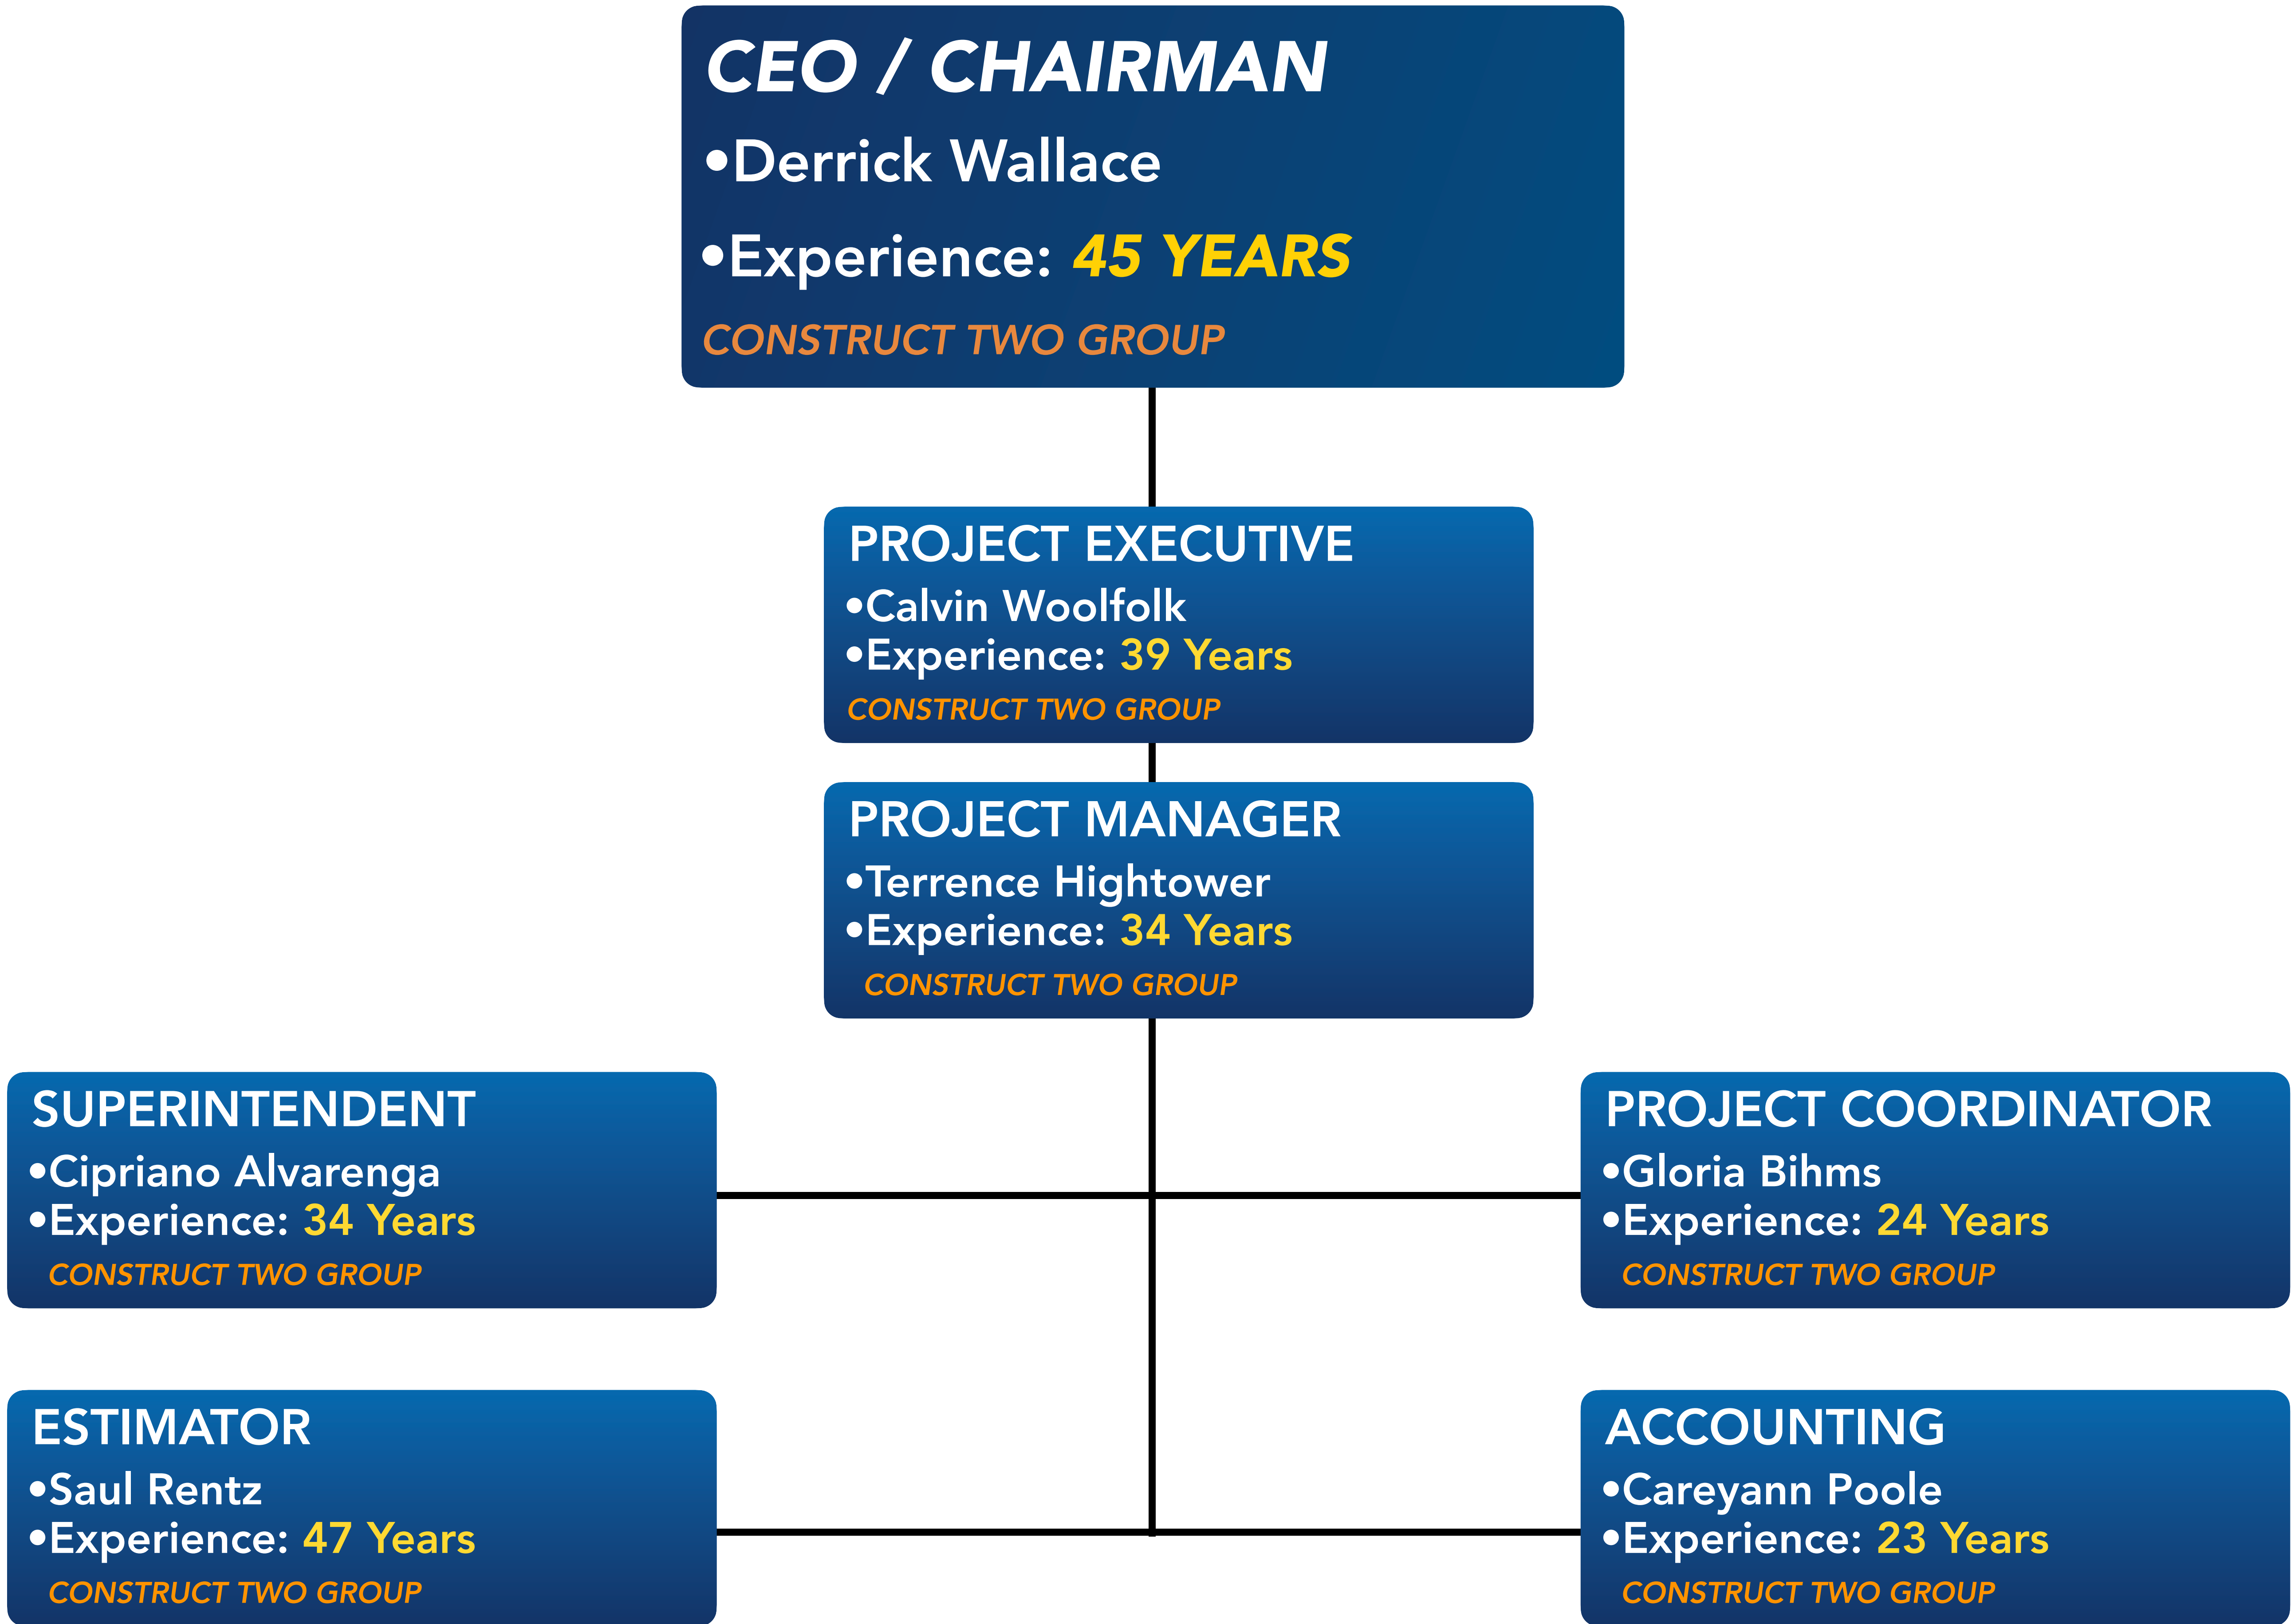 CEO / CHAIRMAN
•Derrick Wallace
•Experience: 45 YEARS
CONSTRUCT TWO GROUP
PROJECT EXECUTIVE
•Calvin Woolfolk
•Experience: 39 Years
CONSTRUCT TWO GROUP
PROJECT MANAGER
•Terrence Hightower
•Experience: 34 Years
CONSTRUCT TWO GROUP
SUPERINTENDENT
•Cipriano Alvarenga
•Experience: 34 Years
CONSTRUCT TWO GROUP
PROJECT COORDINATOR
•Gloria Bihms
•Experience: 24 Years
CONSTRUCT TWO GROUP
ESTIMATOR
•Saul Rentz
•Experience: 47 Years
CONSTRUCT TWO GROUP
ACCOUNTING
•Careyann Poole
•Experience: 23 Years
CONSTRUCT TWO GROUP